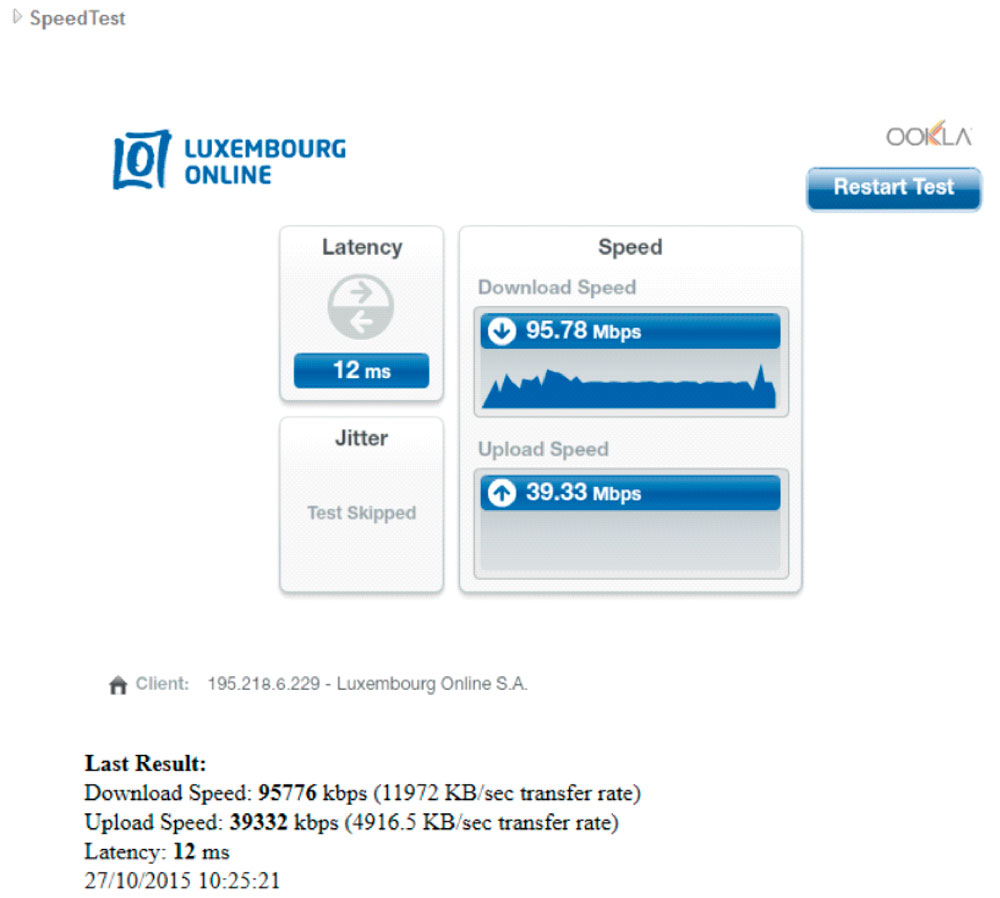 SpeedTest
LUXEMBOURG
ONLINE
OOKLA
Restart Test
Latency
12 ms
Jitter
Test Skipped
Speed
Download Speed
95.78 Mbps
Upload Speed
39.33 Mbps
Client: 195.218.6.229 - Luxembourg Online S.A.
Last Result:
Download Speed: 95776 kbps (11972 KB/sec transfer rate)
Upload Speed: 39332 kbps (4916.5 KB/sec transfer rate)
Latency: 12 ms
27/10/2015 10:25:21